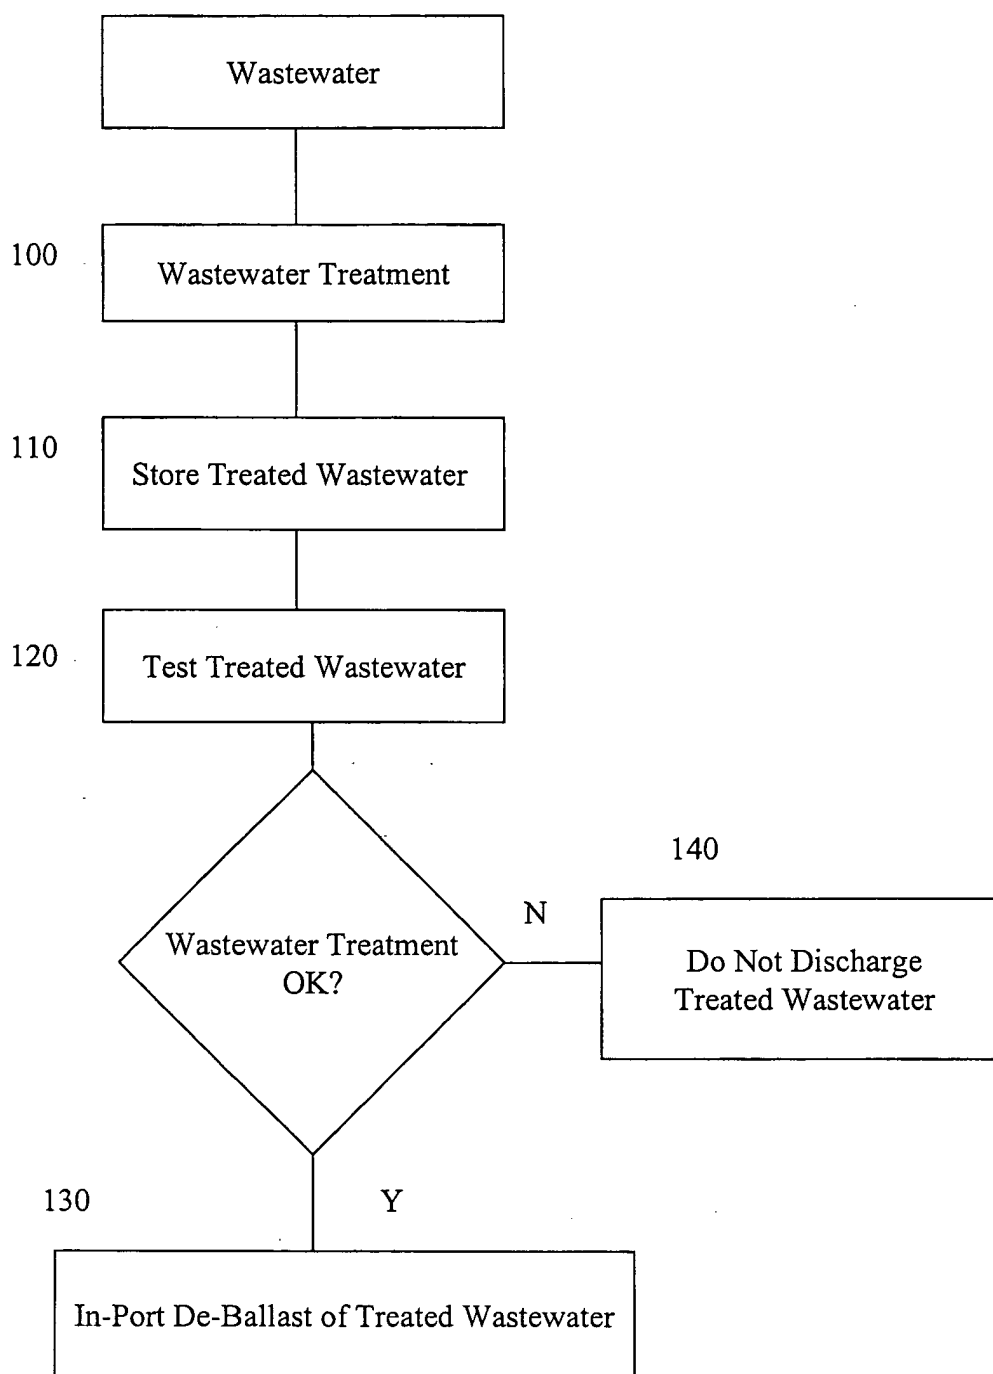 Wastewater
100
Wastewater Treatment
110
Store Treated Wastewater
120
Test Treated Wastewater
140
N
Wastewater Treatment
OK?
Do Not Discharge
Treated Wastewater
130
Y
In-Port De-Ballast of Treated Wastewater